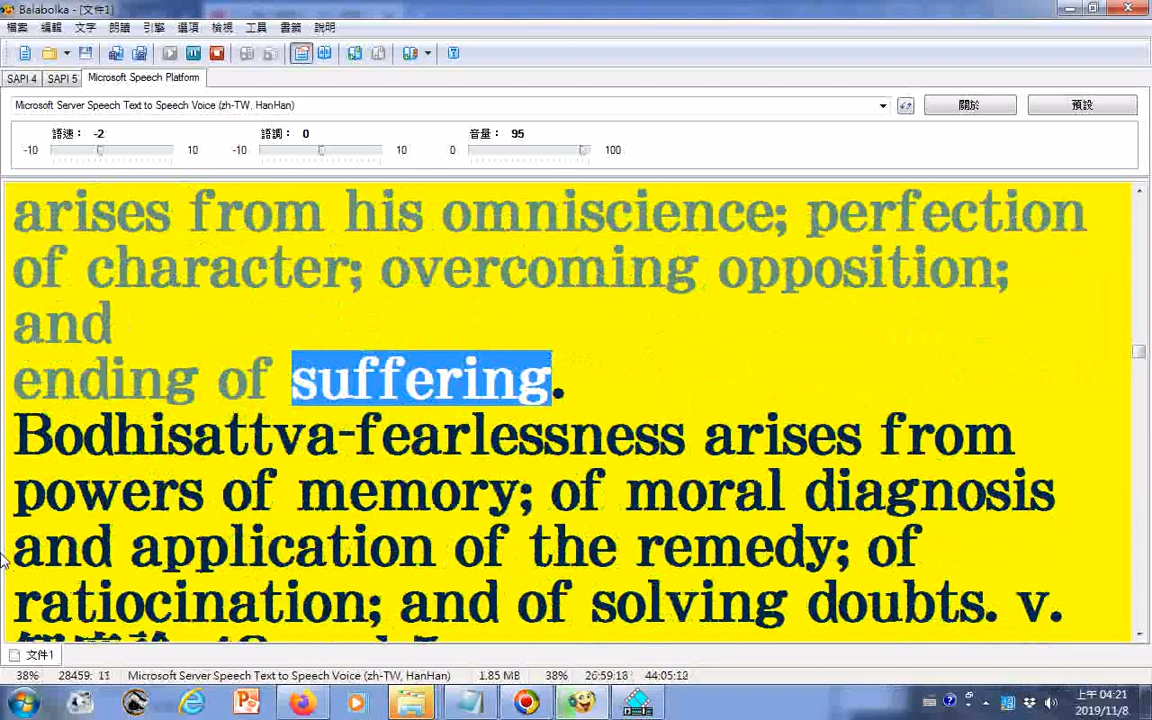 Balabolka - [文件1]
檔案 編輯 文字 朗讀 引擎 選項 檢視 工具 書籤 說明
SAPI 4 SAPI 5 Microsoft Speech Platform
Microsoft Server Speech Text to Speech Voice (zh-TW, HanHan) 關於 預設
語速： -2 語調： 0 音量： 95
-10 10 -10 10 0 100
arises from his omniscience; perfection
of character; overcoming opposition;
and
ending of suffering.
Bodhisattva-fearlessness arises from
powers of memory; of moral diagnosis
and application of the remedy; of
ratiocination; and of solving doubts. v.
文件1
38% 28459: 11 Microsoft Server Speech Text to Speech Voice (zh-TW, HanHan) 1.85 MB 38% 26:59:18 44:05:12
上午 04:21
2019/11/8